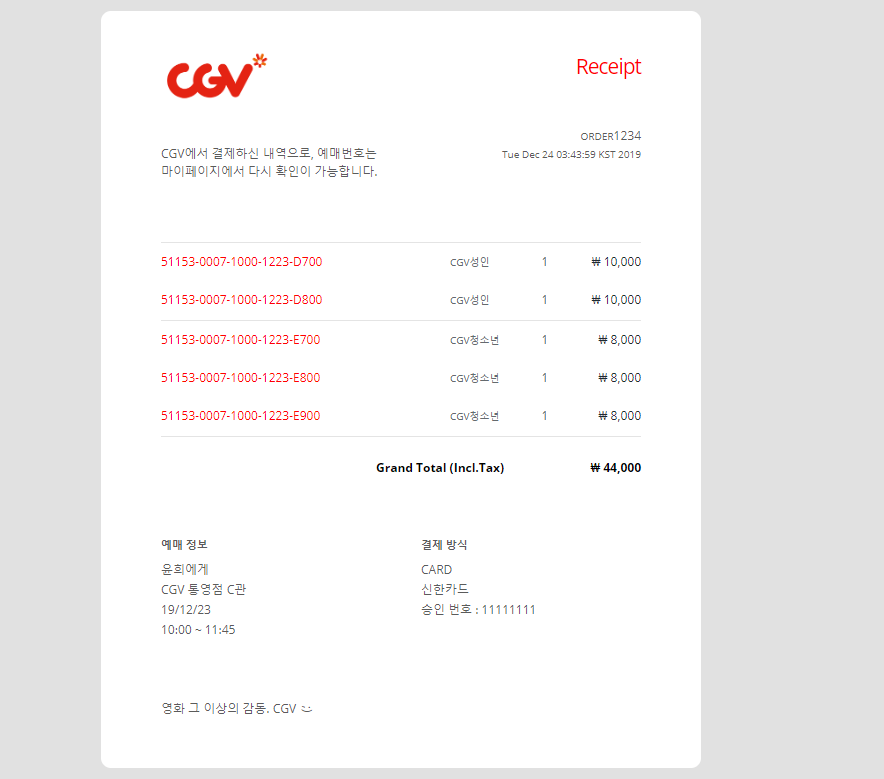 CGV
Receipt
ORDER1234
CGV에서 결제하신 내역으로, 예매번호는
마이페이지에서 다시 확인이 가능합니다.
Tue Dec 24 03:43:59 KST 2019
51153-0007-1000-1223-D700 CGV성인 1 ₩ 10,000
51153-0007-1000-1223-D800 CGV성인 1 ₩ 10,000
51153-0007-1000-1223-E700 CGV청소년 1 ₩ 8,000
51153-0007-1000-1223-E800 CGV청소년 1 ₩ 8,000
51153-0007-1000-1223-E900 CGV청소년 1 ₩ 8,000
Grand Total (Incl.Tax) ₩ 44,000
예매 정보
윤희에게
CGV 통영점 C관
19/12/23
10:00 ~ 11:45
결제 방식
CARD
신한카드
승인 번호 : 11111111
영화 그 이상의 감동. CGV :)